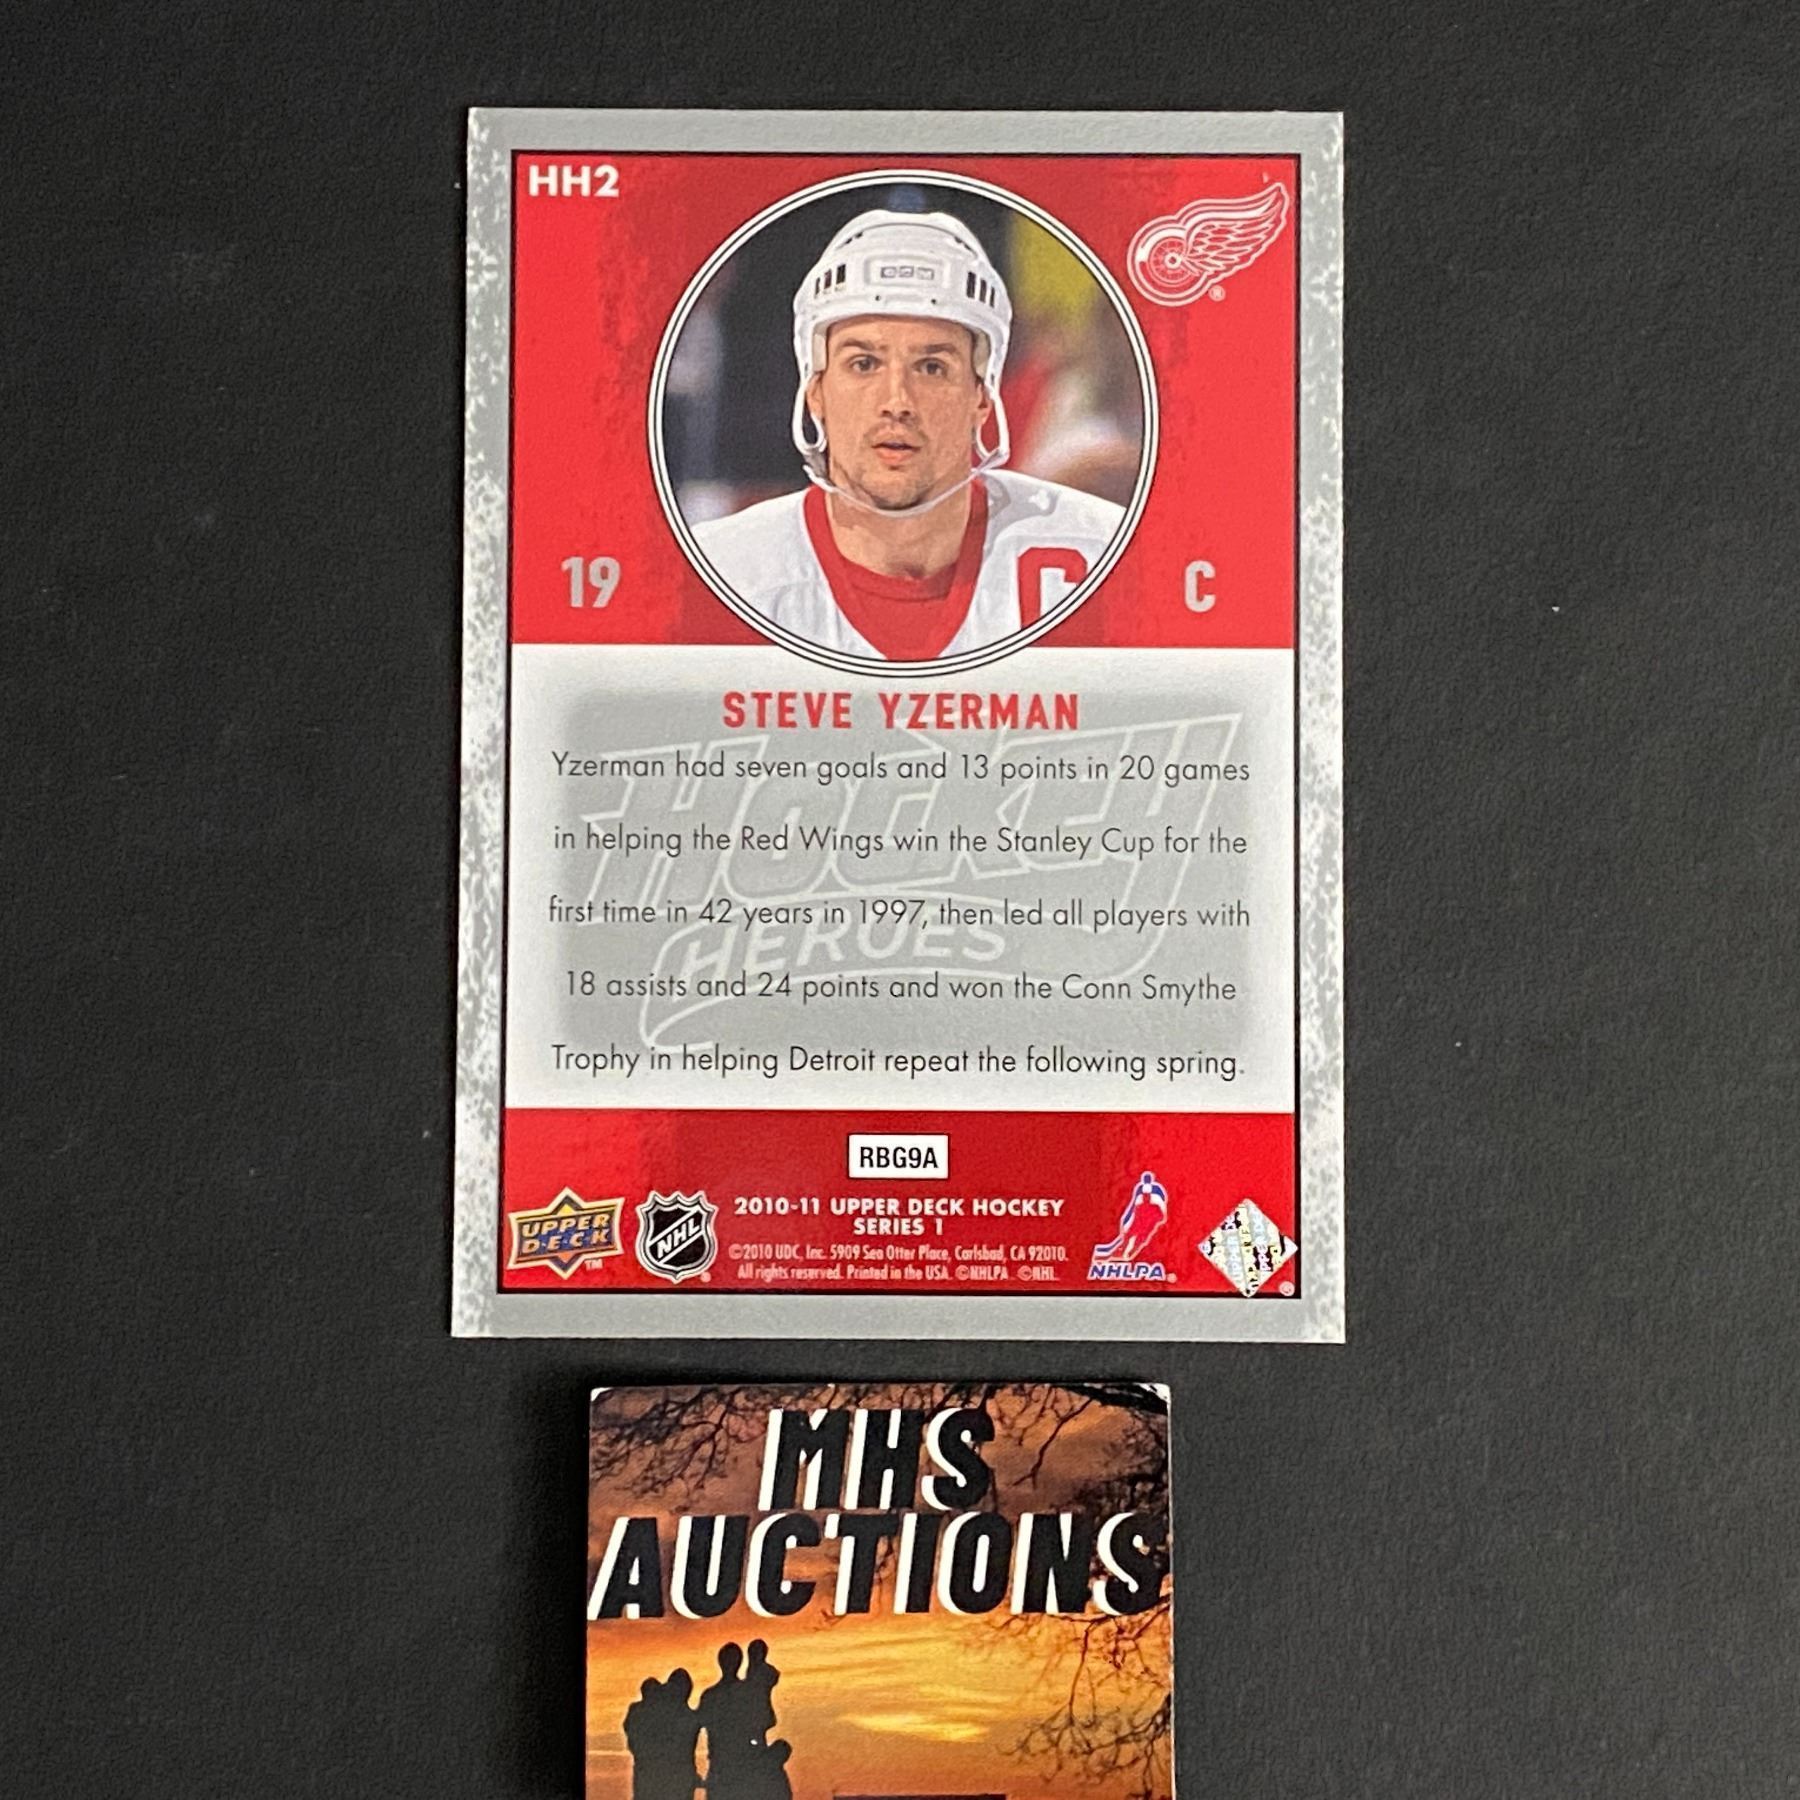 HH2
CCM
19
C
C
STEVE YZERMAN
Yzerman had seven goals and 13 points in 20 games
in helping the Red Wings win the Stanley Cup for the
first time in 42 years in 1997, then led all players with
18 assists and 24 points and won the Conn Smythe
Trophy in helping Detroit repeat the following spring.
HOCKEY
HEROES
RBG9A
UPPER
DECK
TM
NHL
2010-11 UPPER DECK HOCKEY
SERIES 1
©2010 UDC, Inc. 5909 Sea Otter Place, Carlsbad, CA 92010.
All rights reserved. Printed in the USA. ©NHLPA ©NHL
NHLPA®
MHS
AUCTIONS